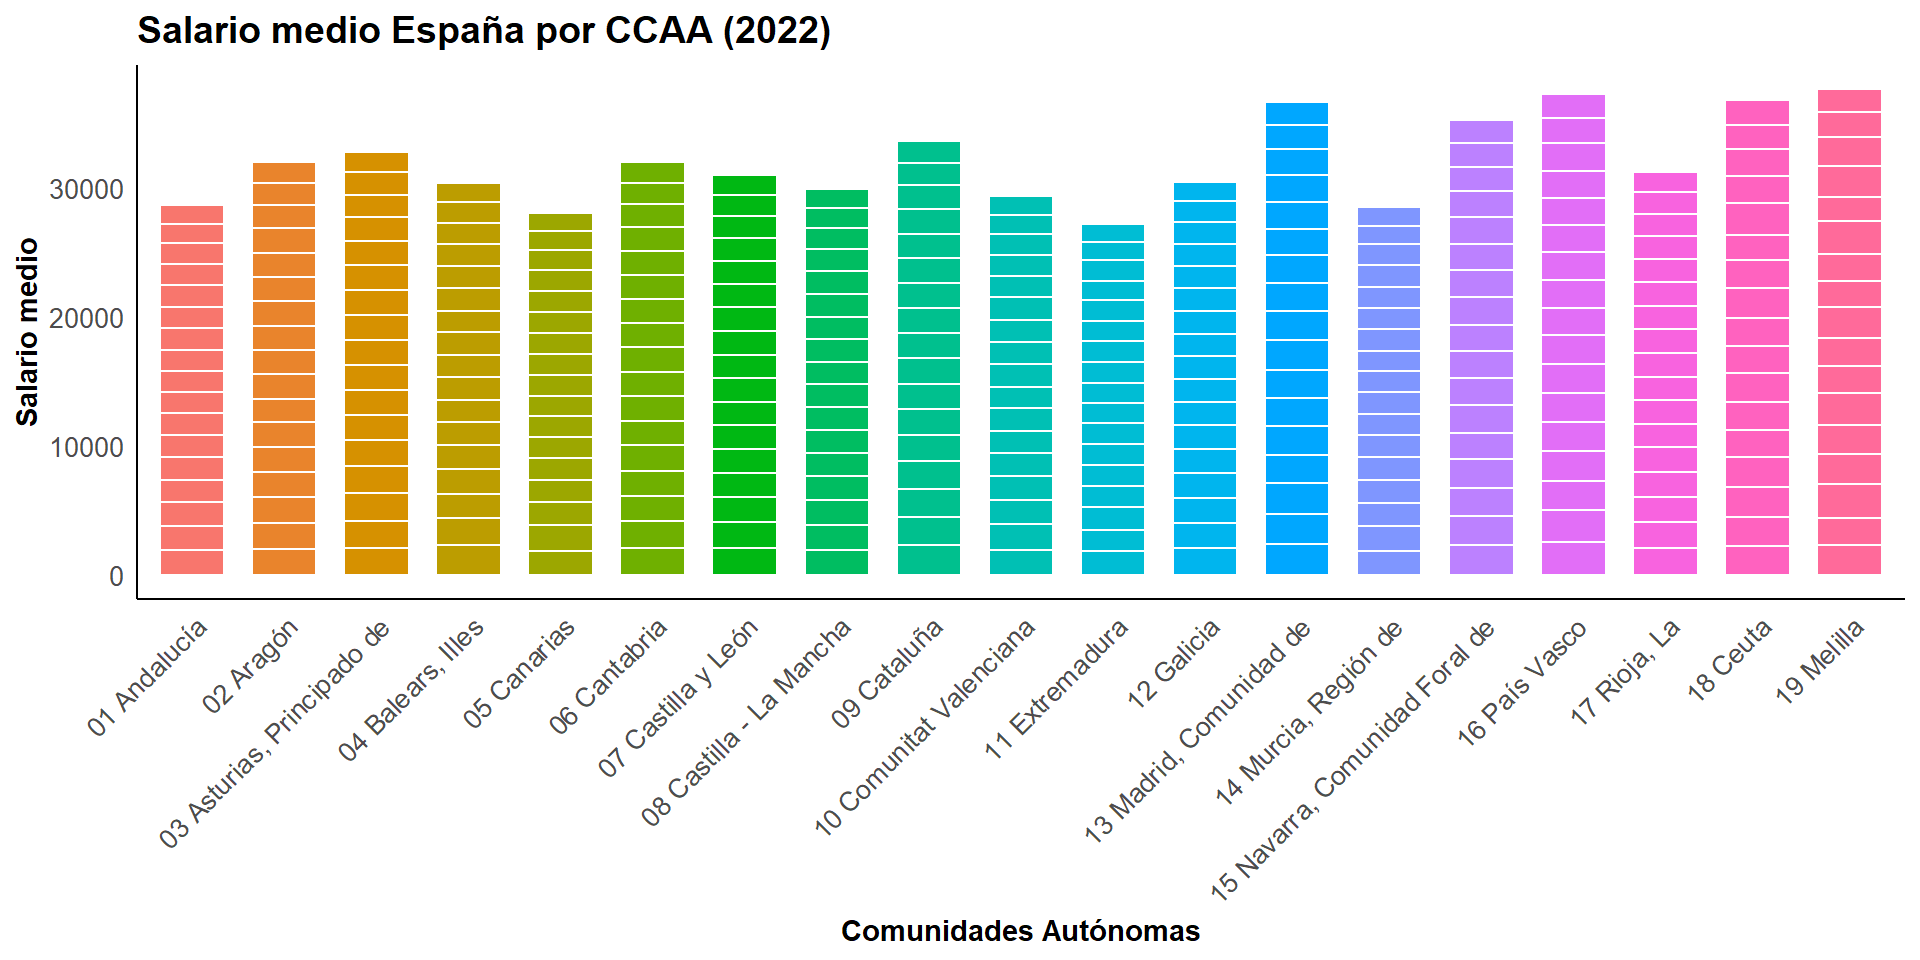 Salario medio España por CCAA (2022)
Salario medio
30000
20000
10000
0
01 Andalucía
02 Aragón
03 Asturias, Principado de
04 Balears, Illes
05 Canarias
06 Cantabria
07 Castilla y León
08 Castilla - La Mancha
09 Cataluña
10 Comunitat Valenciana
11 Extremadura
12 Galicia
13 Madrid, Comunidad de
14 Murcia, Región de
15 Navarra, Comunidad Foral de
16 País Vasco
17 Rioja, La
18 Ceuta
19 Melilla
Comunidades Autónomas